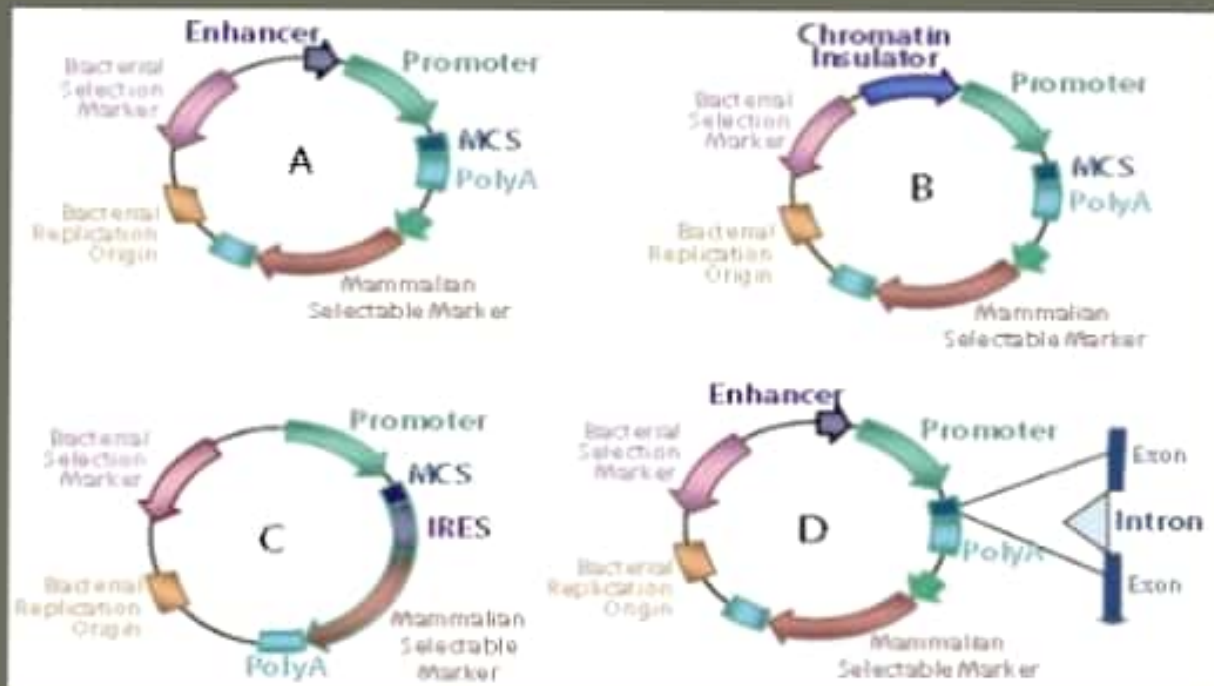 Enhancer
Bacterial
Selection
Marker
Promoter
A
MCS
PolyA
Bacterial
Replication
Origin
Mammalian
Selectable Marker
Chromatin
Insulator
Bacterial
Selection
Marker
Promoter
B
MCS
PolyA
Bacterial
Replication
Origin
Mammalian
Selectable Marker
Promoter
Bacterial
Selection
Marker
MCS
IRES
C
Bacterial
Replication
Origin
Mammalian
Selectable
Marker
PolyA
Enhancer
Bacterial
Selection
Marker
Promoter
Exon
Intron
D
PolyA
Exon
Bacterial
Replication
Origin
Mammalian
Selectable Marker